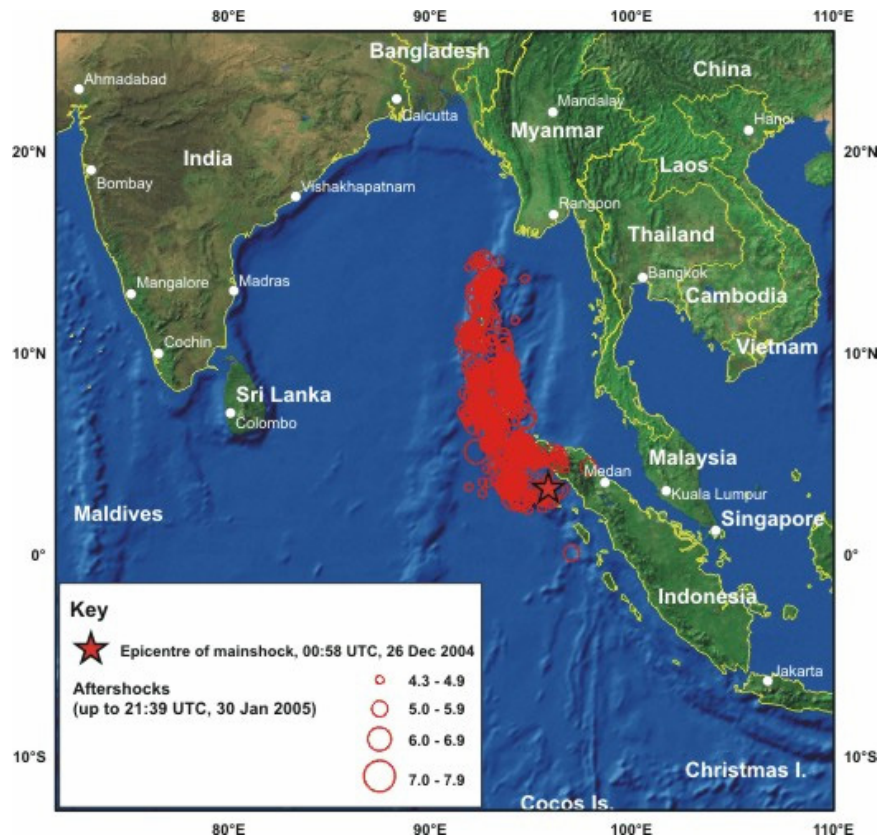 80°E
90°E
100°E
110°E
Bangladesh
China
Ahmadabad
Calcutta
Mandalay
Myanmar
Hanoi
20°N
India
Laos
Bombay
Vishakhapatnam
Rangoon
Thailand
Bangkok
Mangalore
Madras
Cambodia
10°N
10°N
Cochin
Vietnam
Sri Lanka
Colombo
Malaysia
Medan
Kuala Lumpur
Maldives
Singapore
0°
0°
Indonesia
Key
Epicentre of mainshock, 00:58 UTC, 26 Dec 2004
Aftershocks
(up to 21:39 UTC, 30 Jan 2005)
4.3 - 4.9
5.0 - 5.9
6.0 - 6.9
7.0 - 7.9
Jakarta
10°S
10°S
Christmas I.
Cocos Is.
80°E
90°E
100°E
110°E
20°N